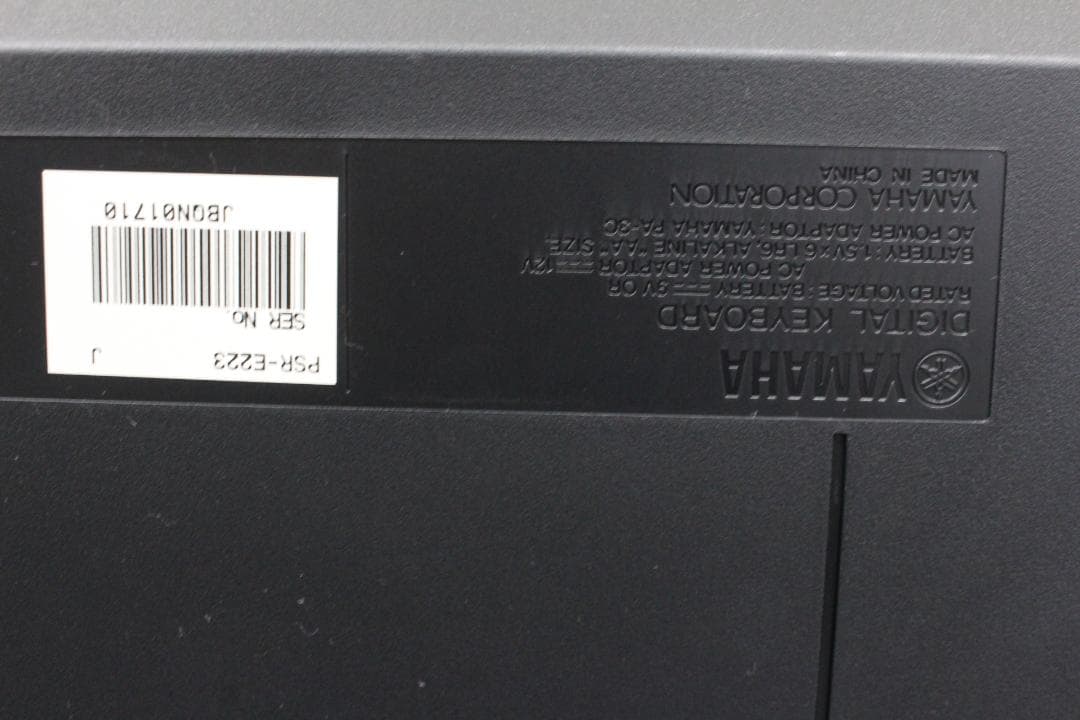 YAMAHA
DIGITAL KEYBOARD
RATED VOLTAGE : BATTERY ⎓ 9V OR
AC POWER ADAPTOR ⎓ 12V
BATTERY : 1.5V×6 LR6, ALKALINE "AA" SIZE
AC POWER ADAPTOR : YAMAHA PA-3C
YAMAHA CORPORATION
MADE IN CHINA
PSR-E223 J
SER No.
JBQN01710